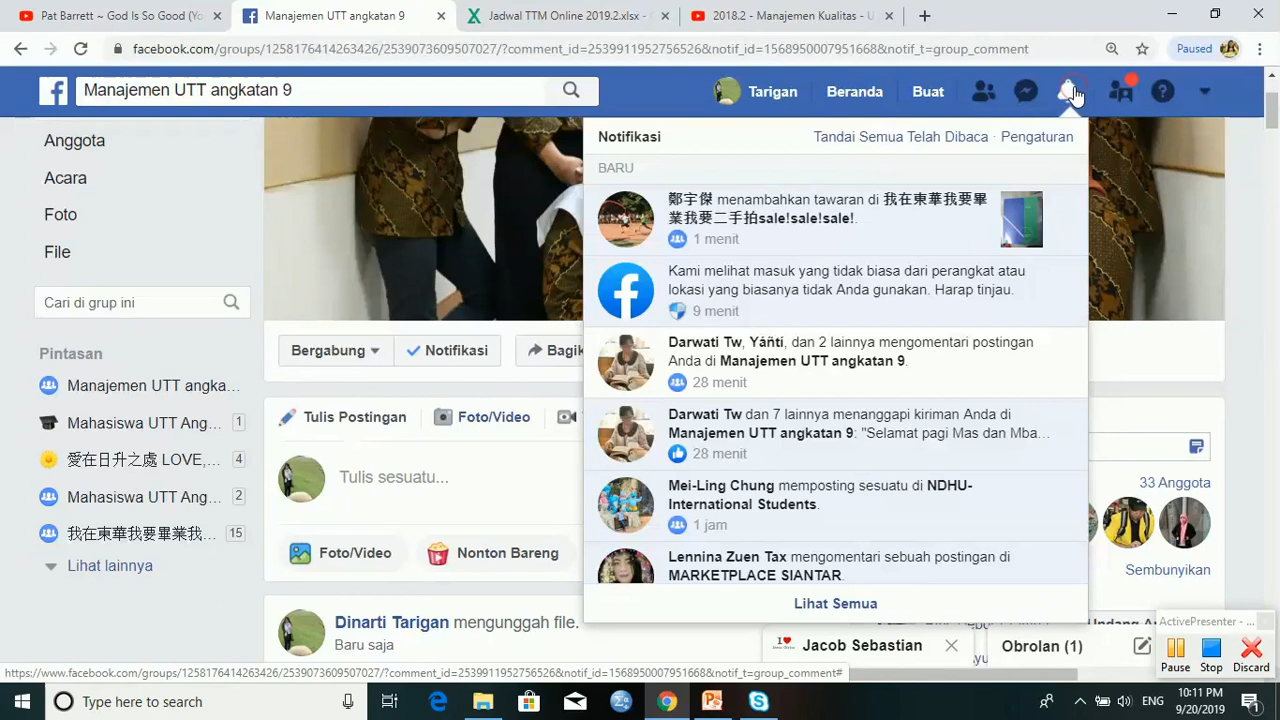 Pat Barrett ~ God Is So Good (Yo
Manajemen UTT angkatan 9
Jadwal TTM Online 2019.2.xlsx - 
2018.2 - Manajemen Kualitas - U
facebook.com/groups/1258176414263426/2539073609507027/?comment_id=2539911952756526&notif_id=1568950007951668&notif_t=group_comment
Paused
Manajemen UTT angkatan 9
Tarigan
Beranda
Buat
Anggota
Acara
Foto
File
Cari di grup ini
Pintasan
Manajemen UTT angka...
Mahasiswa UTT Ang... 1
愛在日升之處 LOVE,... 4
Mahasiswa UTT Ang... 2
我在東華我要畢業我... 15
Lihat lainnya
Bergabung
Notifikasi
Bagik
Tulis Postingan
Foto/Video
Tulis sesuatu...
Foto/Video
Nonton Bareng
Dinarti Tarigan mengunggah file.
Baru saja
Notifikasi
Tandai Semua Telah Dibaca · Pengaturan
BARU
鄭宇傑 menambahkan tawaran di 我在東華我要畢
業我要二手拍sale!sale!sale!.
1 menit
Kami melihat masuk yang tidak biasa dari perangkat atau
lokasi yang biasanya tidak Anda gunakan. Harap tinjau.
9 menit
Darwati Tw, Yáñtí, dan 2 lainnya mengomentari postingan
Anda di Manajemen UTT angkatan 9.
28 menit
Darwati Tw dan 7 lainnya menanggapi kiriman Anda di
Manajemen UTT angkatan 9: "Selamat pagi Mas dan Mba...
28 menit
Mei-Ling Chung memposting sesuatu di NDHU-
International Students.
1 jam
Lennina Zuen Tax mengomentari sebuah postingan di
MARKETPLACE SIANTAR.
Lihat Semua
33 Anggota
Sembunyikan
Jacob Sebastian
Obrolan (1)
ActivePresenter - ...
Pause
Stop
Discard
https://www.facebook.com/groups/1258176414263426/2539073609507027/?comment_id=2539911952756526&notif_id=1568950007951668&notif_t=group_comment#
Type here to search
ENG
10:11 PM
9/20/2019